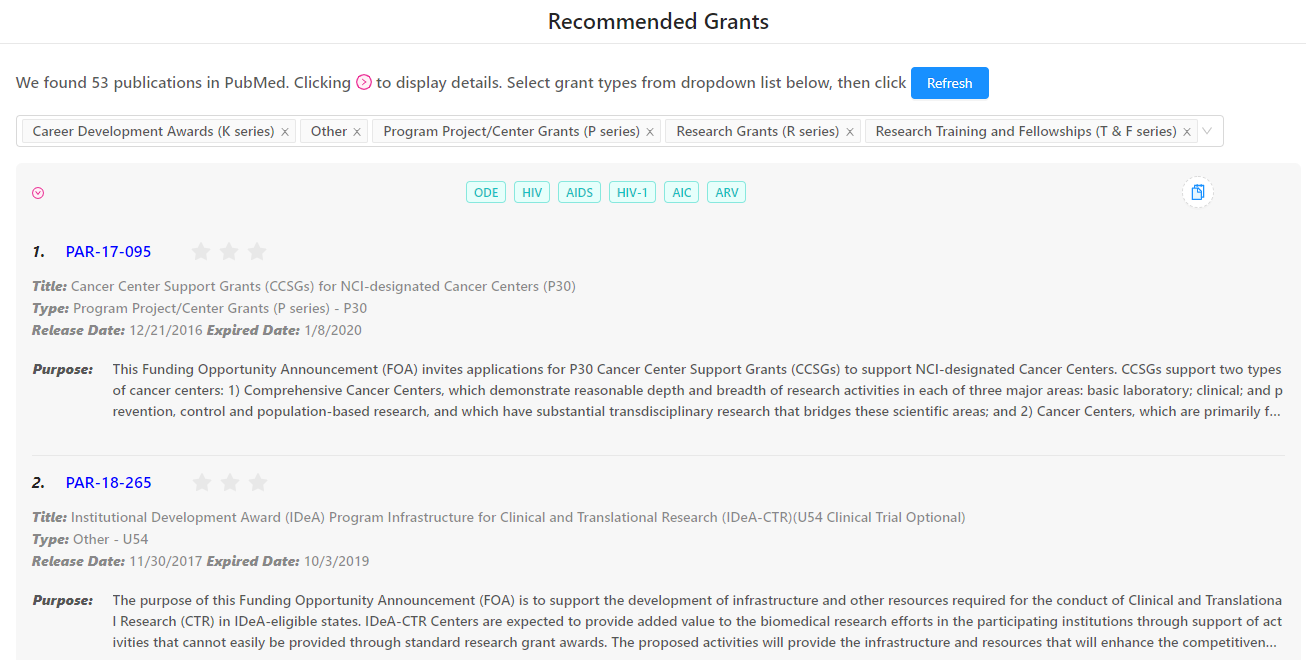 Recommended Grants
We found 53 publications in PubMed. Clicking to display details. Select grant types from dropdown list below, then click Refresh
Career Development Awards (K series) × Other × Program Project/Center Grants (P series) × Research Grants (R series) × Research Training and Fellowships (T & F series) ×
ODE HIV AIDS HIV-1 AIC ARV
1. PAR-17-095
Title: Cancer Center Support Grants (CCSGs) for NCI-designated Cancer Centers (P30)
Type: Program Project/Center Grants (P series) - P30
Release Date: 12/21/2016 Expired Date: 1/8/2020
Purpose: This Funding Opportunity Announcement (FOA) invites applications for P30 Cancer Center Support Grants (CCSGs) to support NCI-designated Cancer Centers. CCSGs support two types
of cancer centers: 1) Comprehensive Cancer Centers, which demonstrate reasonable depth and breadth of research activities in each of three major areas: basic laboratory; clinical; and p
revention, control and population-based research, and which have substantial transdisciplinary research that bridges these scientific areas; and 2) Cancer Centers, which are primarily f...
2. PAR-18-265
Title: Institutional Development Award (IDeA) Program Infrastructure for Clinical and Translational Research (IDeA-CTR)(U54 Clinical Trial Optional)
Type: Other - U54
Release Date: 11/30/2017 Expired Date: 10/3/2019
Purpose: The purpose of this Funding Opportunity Announcement (FOA) is to support the development of infrastructure and other resources required for the conduct of Clinical and Translationa
l Research (CTR) in IDeA-eligible states. IDeA-CTR Centers are expected to provide added value to the biomedical research efforts in the participating institutions through support of act
ivities that cannot easily be provided through standard research grant awards. The proposed activities will provide the infrastructure and resources that will enhance the competitiven...